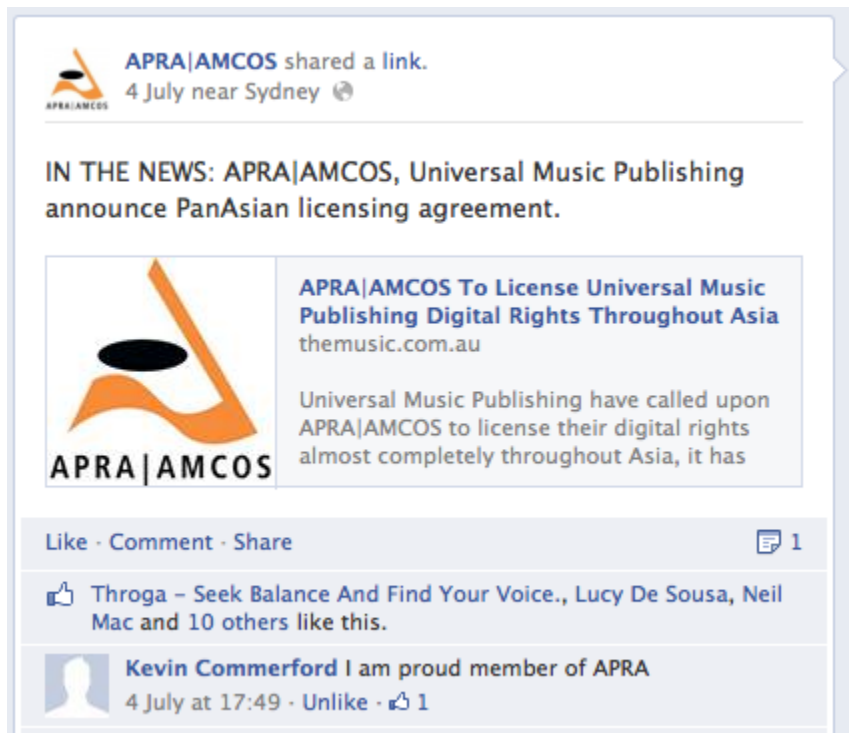 APRA|AMCOS shared a link.
4 July near Sydney
APRA|AMCOS
IN THE NEWS: APRA|AMCOS, Universal Music Publishing
announce PanAsian licensing agreement.
APRA|AMCOS
APRA|AMCOS To License Universal Music
Publishing Digital Rights Throughout Asia
themusic.com.au
Universal Music Publishing have called upon
APRA|AMCOS to license their digital rights
almost completely throughout Asia, it has
Like · Comment · Share 1
Throga – Seek Balance And Find Your Voice., Lucy De Sousa, Neil
Mac and 10 others like this.
Kevin Commerford I am proud member of APRA
4 July at 17:49 · Unlike · 1